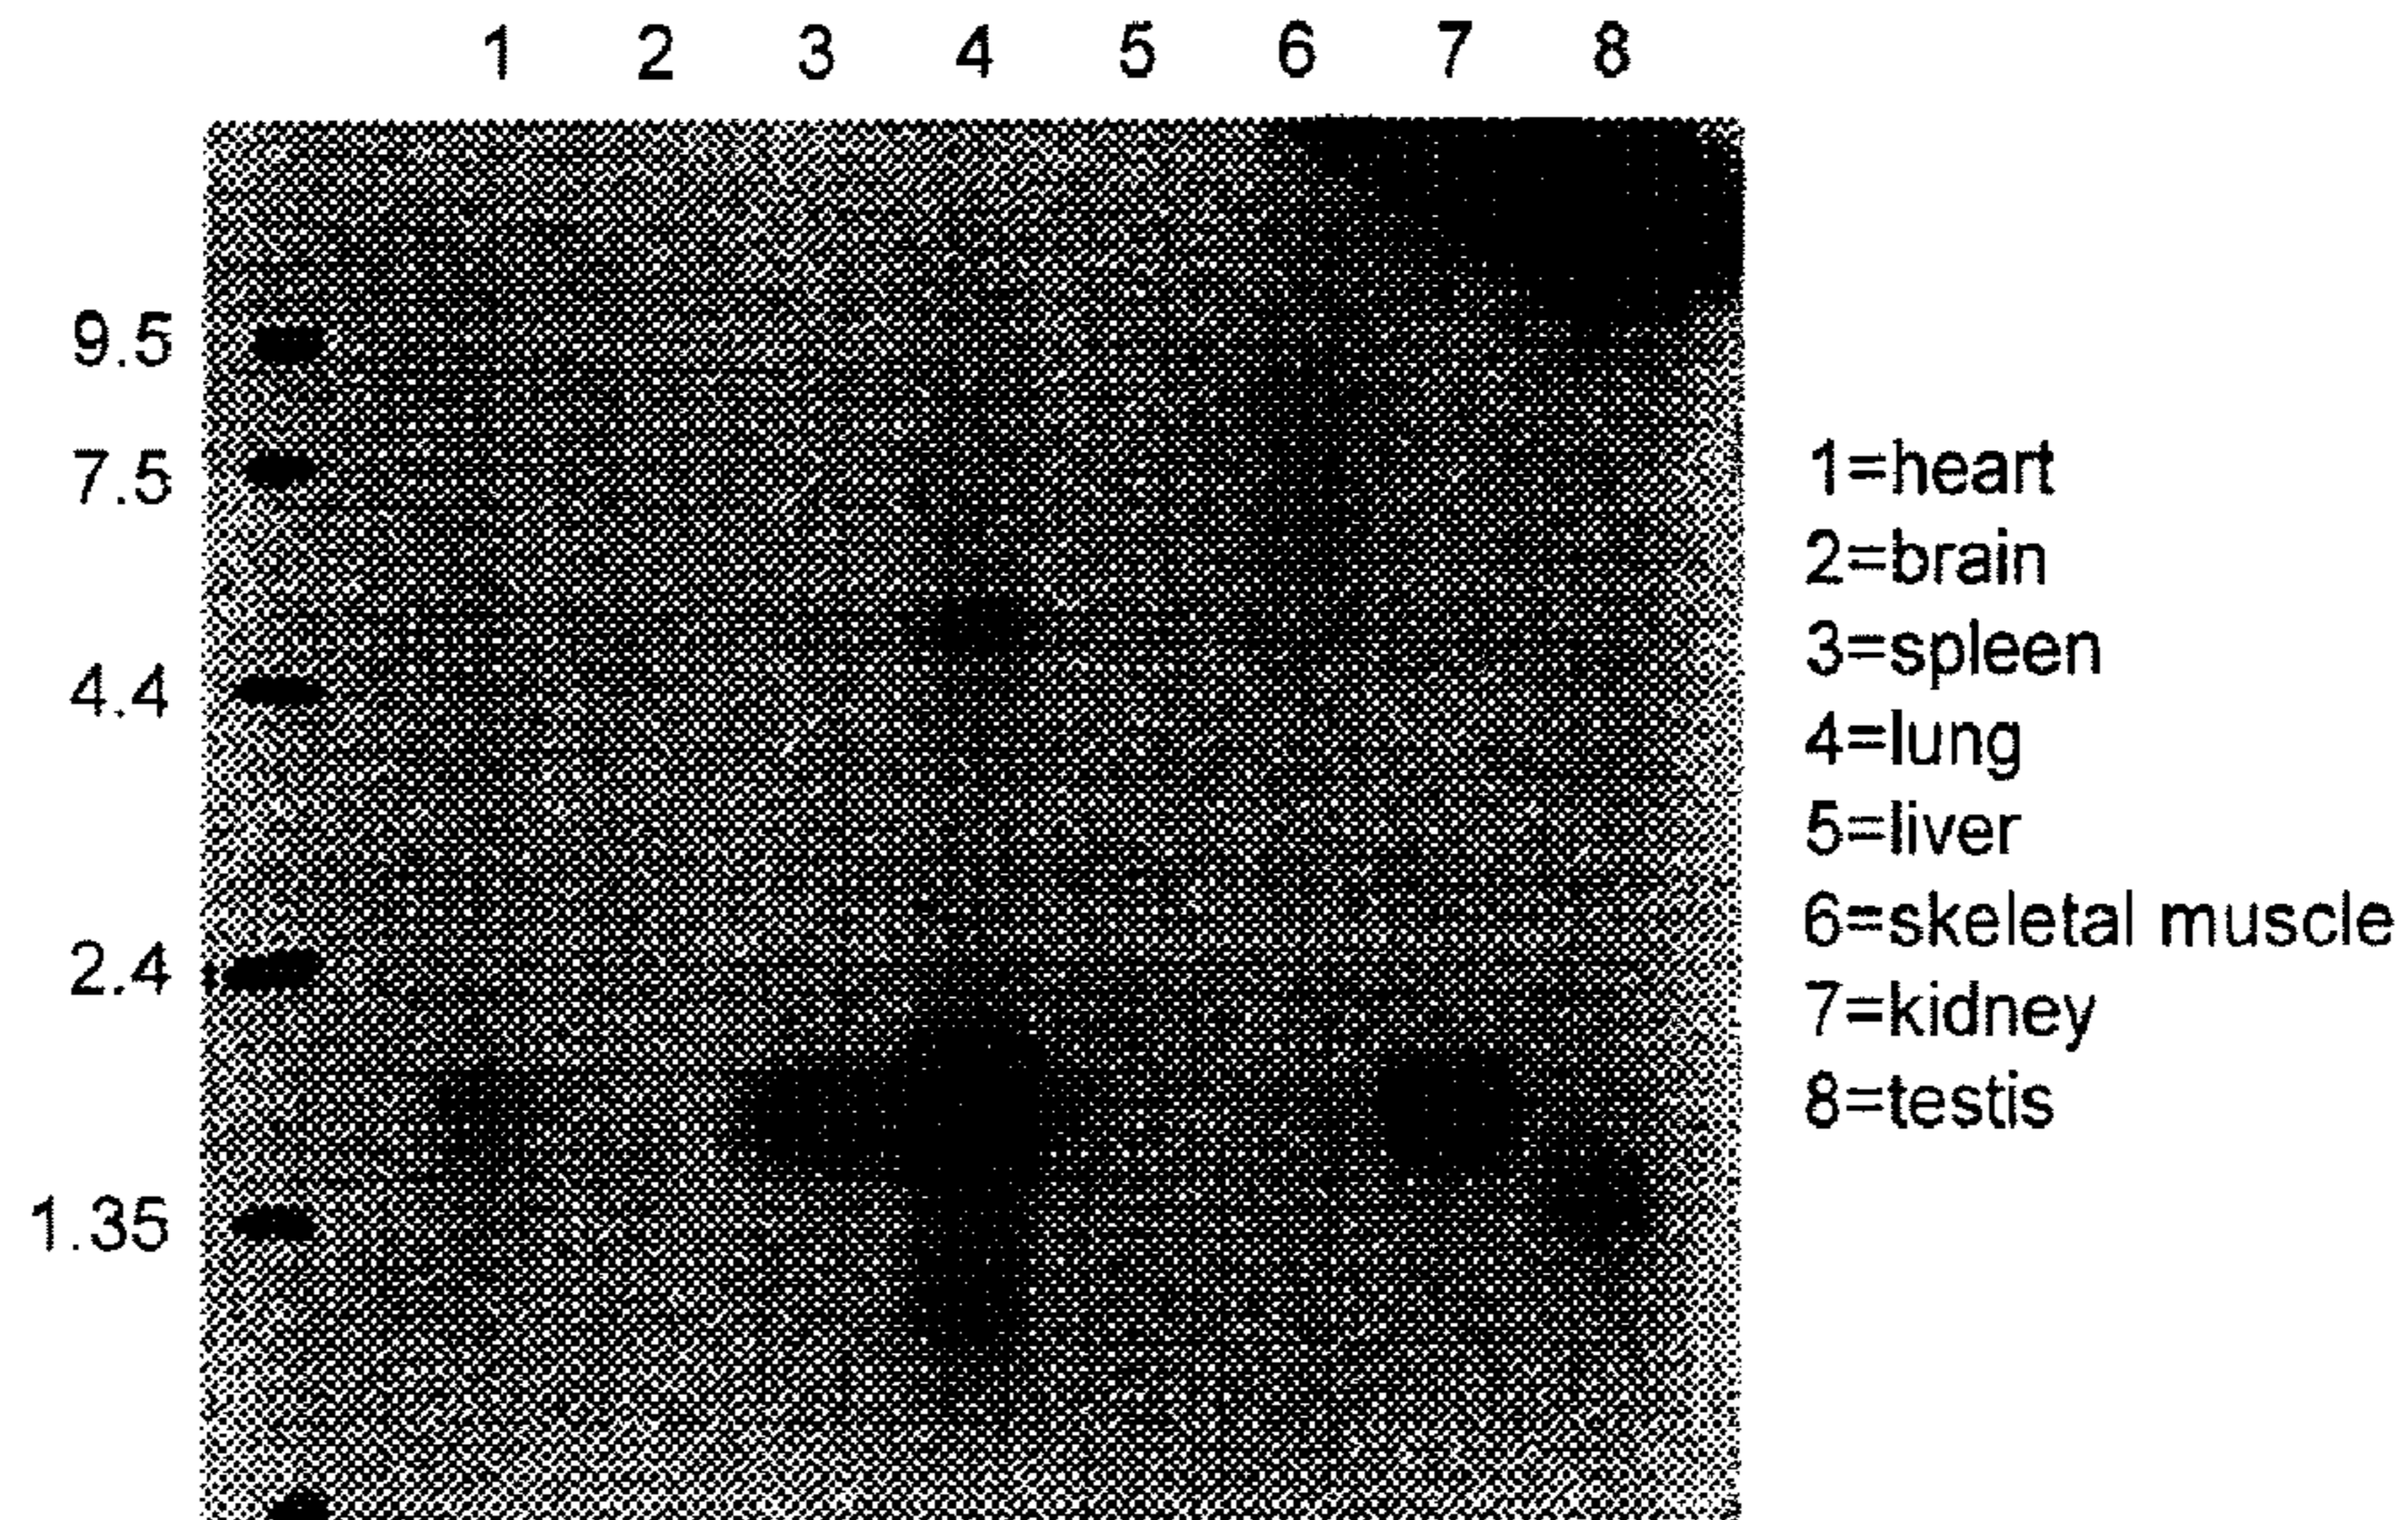 1 2 3 4 5 6 7 8
9.5
7.5
4.4
2.4
1.35
1=heart
2=brain
3=spleen
4=lung
5=liver
6=skeletal muscle
7=kidney
8=testis